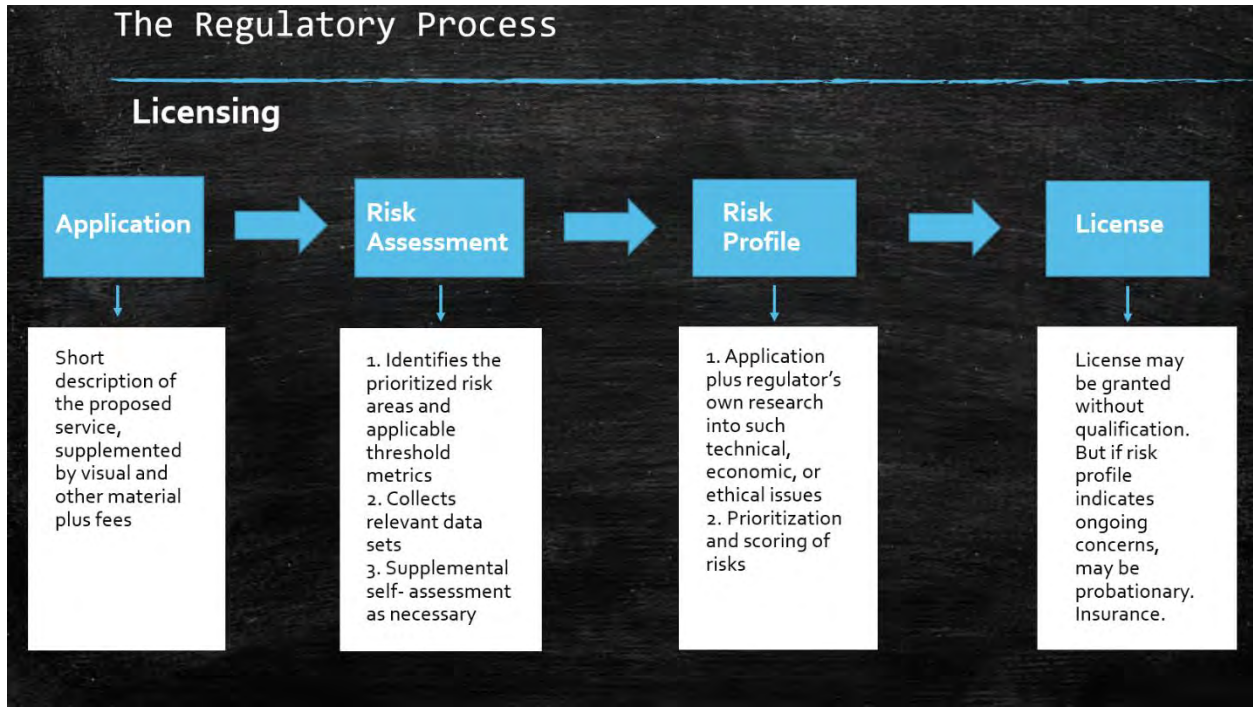 The Regulatory Process
Licensing
Application
Risk
Assessment
Risk
Profile
License
Short
description of
the proposed
service,
supplemented
by visual and
other material
plus fees
1. Identifies the
prioritized risk
areas and
applicable
threshold
metrics
2. Collects
relevant data
sets
3. Supplemental
self- assessment
as necessary
1. Application
plus regulator’s
own research
into such
technical,
economic, or
ethical issues
2. Prioritization
and scoring of
risks
License may
be granted
without
qualification.
But if risk
profile
indicates
ongoing
concerns,
may be
probationary.
Insurance.